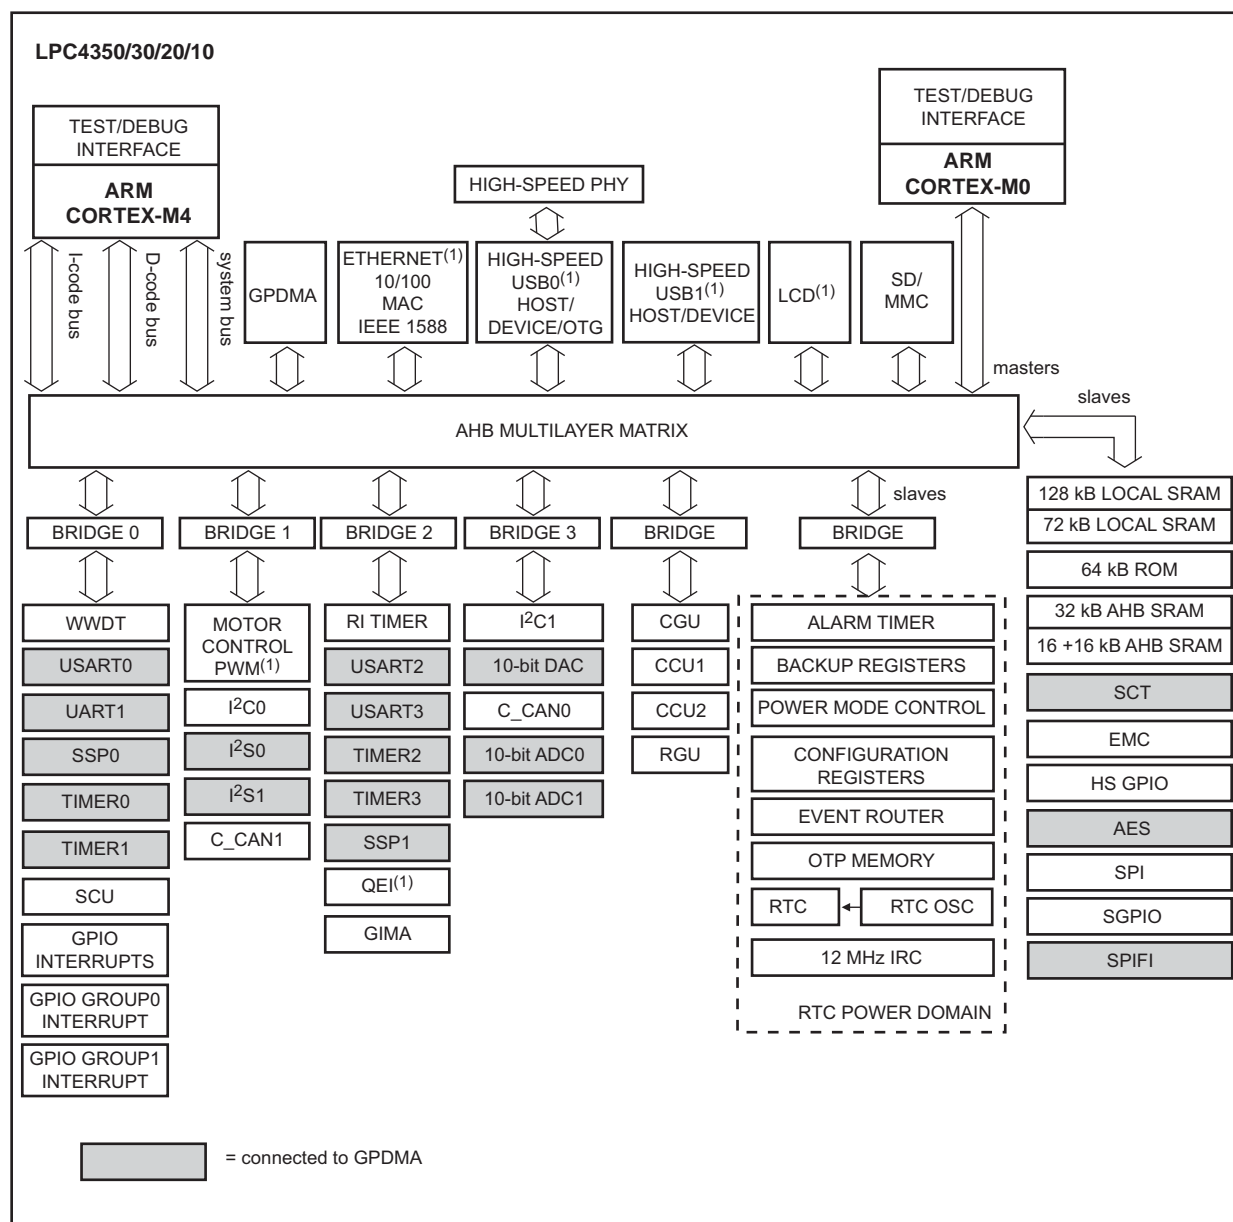 LPC4350/30/20/10
TEST/DEBUG
INTERFACE
ARM
CORTEX-M4
TEST/DEBUG
INTERFACE
ARM
CORTEX-M0
HIGH-SPEED PHY
I-code bus
D-code bus
system bus
GPDMA
ETHERNET(1)
10/100
MAC
IEEE 1588
HIGH-SPEED
USB0(1)
HOST/
DEVICE/OTG
HIGH-SPEED
USB1(1)
HOST/DEVICE
LCD(1)
SD/
MMC
masters
slaves
AHB MULTILAYER MATRIX
slaves
BRIDGE 0
BRIDGE 1
BRIDGE 2
BRIDGE 3
BRIDGE
BRIDGE
WWDT
USART0
UART1
SSP0
TIMER0
TIMER1
SCU
GPIO
INTERRUPTS
GPIO GROUP0
INTERRUPT
GPIO GROUP1
INTERRUPT
MOTOR
CONTROL
PWM(1)
I2C0
I2S0
I2S1
C_CAN1
RI TIMER
USART2
USART3
TIMER2
TIMER3
SSP1
QEI(1)
GIMA
I2C1
10-bit DAC
C_CAN0
10-bit ADC0
10-bit ADC1
CGU
CCU1
CCU2
RGU
ALARM TIMER
BACKUP REGISTERS
POWER MODE CONTROL
CONFIGURATION
REGISTERS
EVENT ROUTER
OTP MEMORY
RTC
RTC OSC
12 MHz IRC
RTC POWER DOMAIN
128 kB LOCAL SRAM
72 kB LOCAL SRAM
64 kB ROM
32 kB AHB SRAM
16 +16 kB AHB SRAM
SCT
EMC
HS GPIO
AES
SPI
SGPIO
SPIFI
= connected to GPDMA